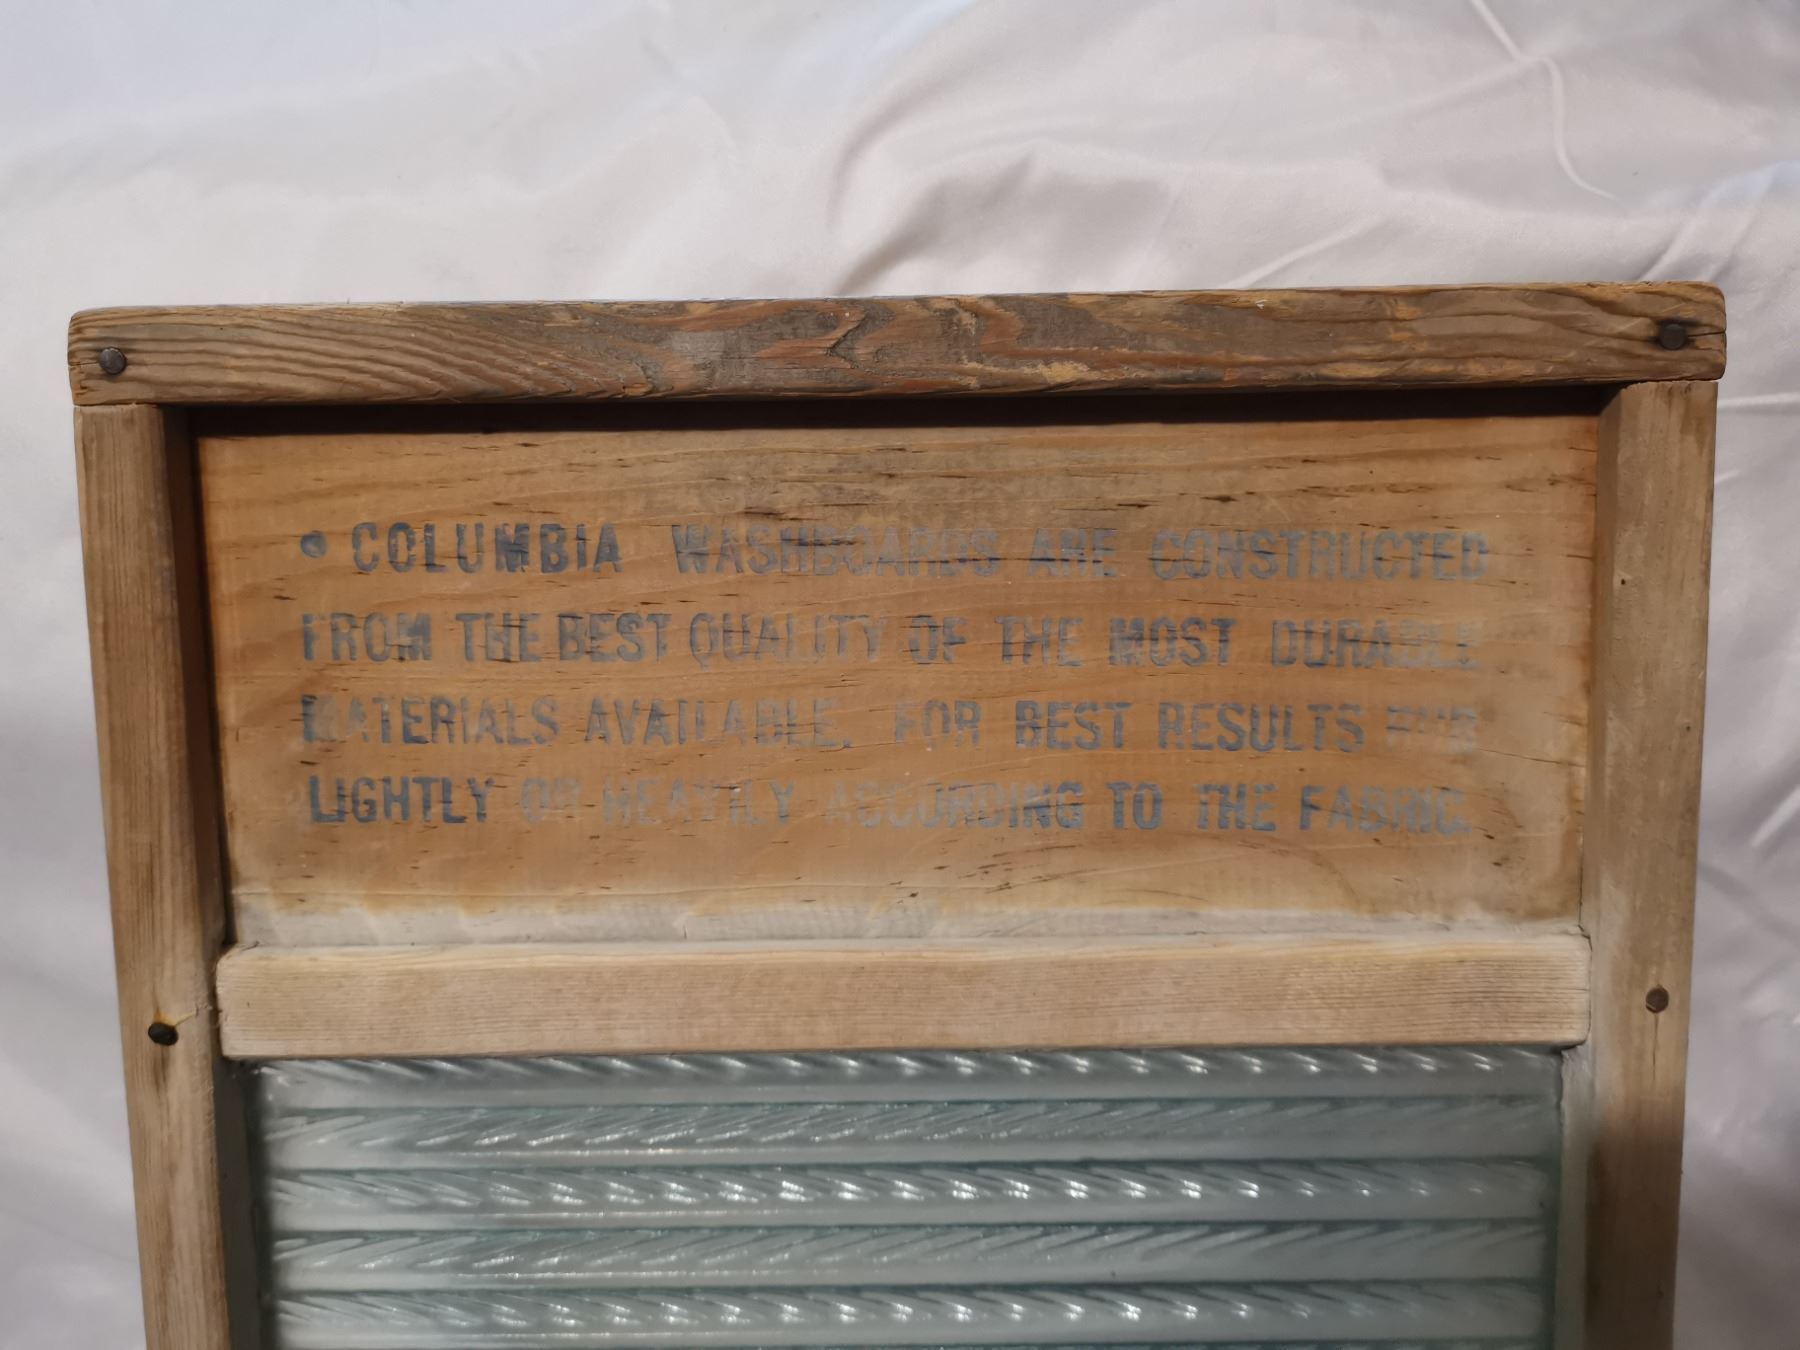 • COLUMBIA WASHBOARDS ARE CONSTRUCTED
FROM THE BEST QUALITY OF THE MOST DURABLE
MATERIALS AVAILABLE. FOR BEST RESULTS RUB
LIGHTLY OR HEAVILY ACCORDING TO THE FABRIC.